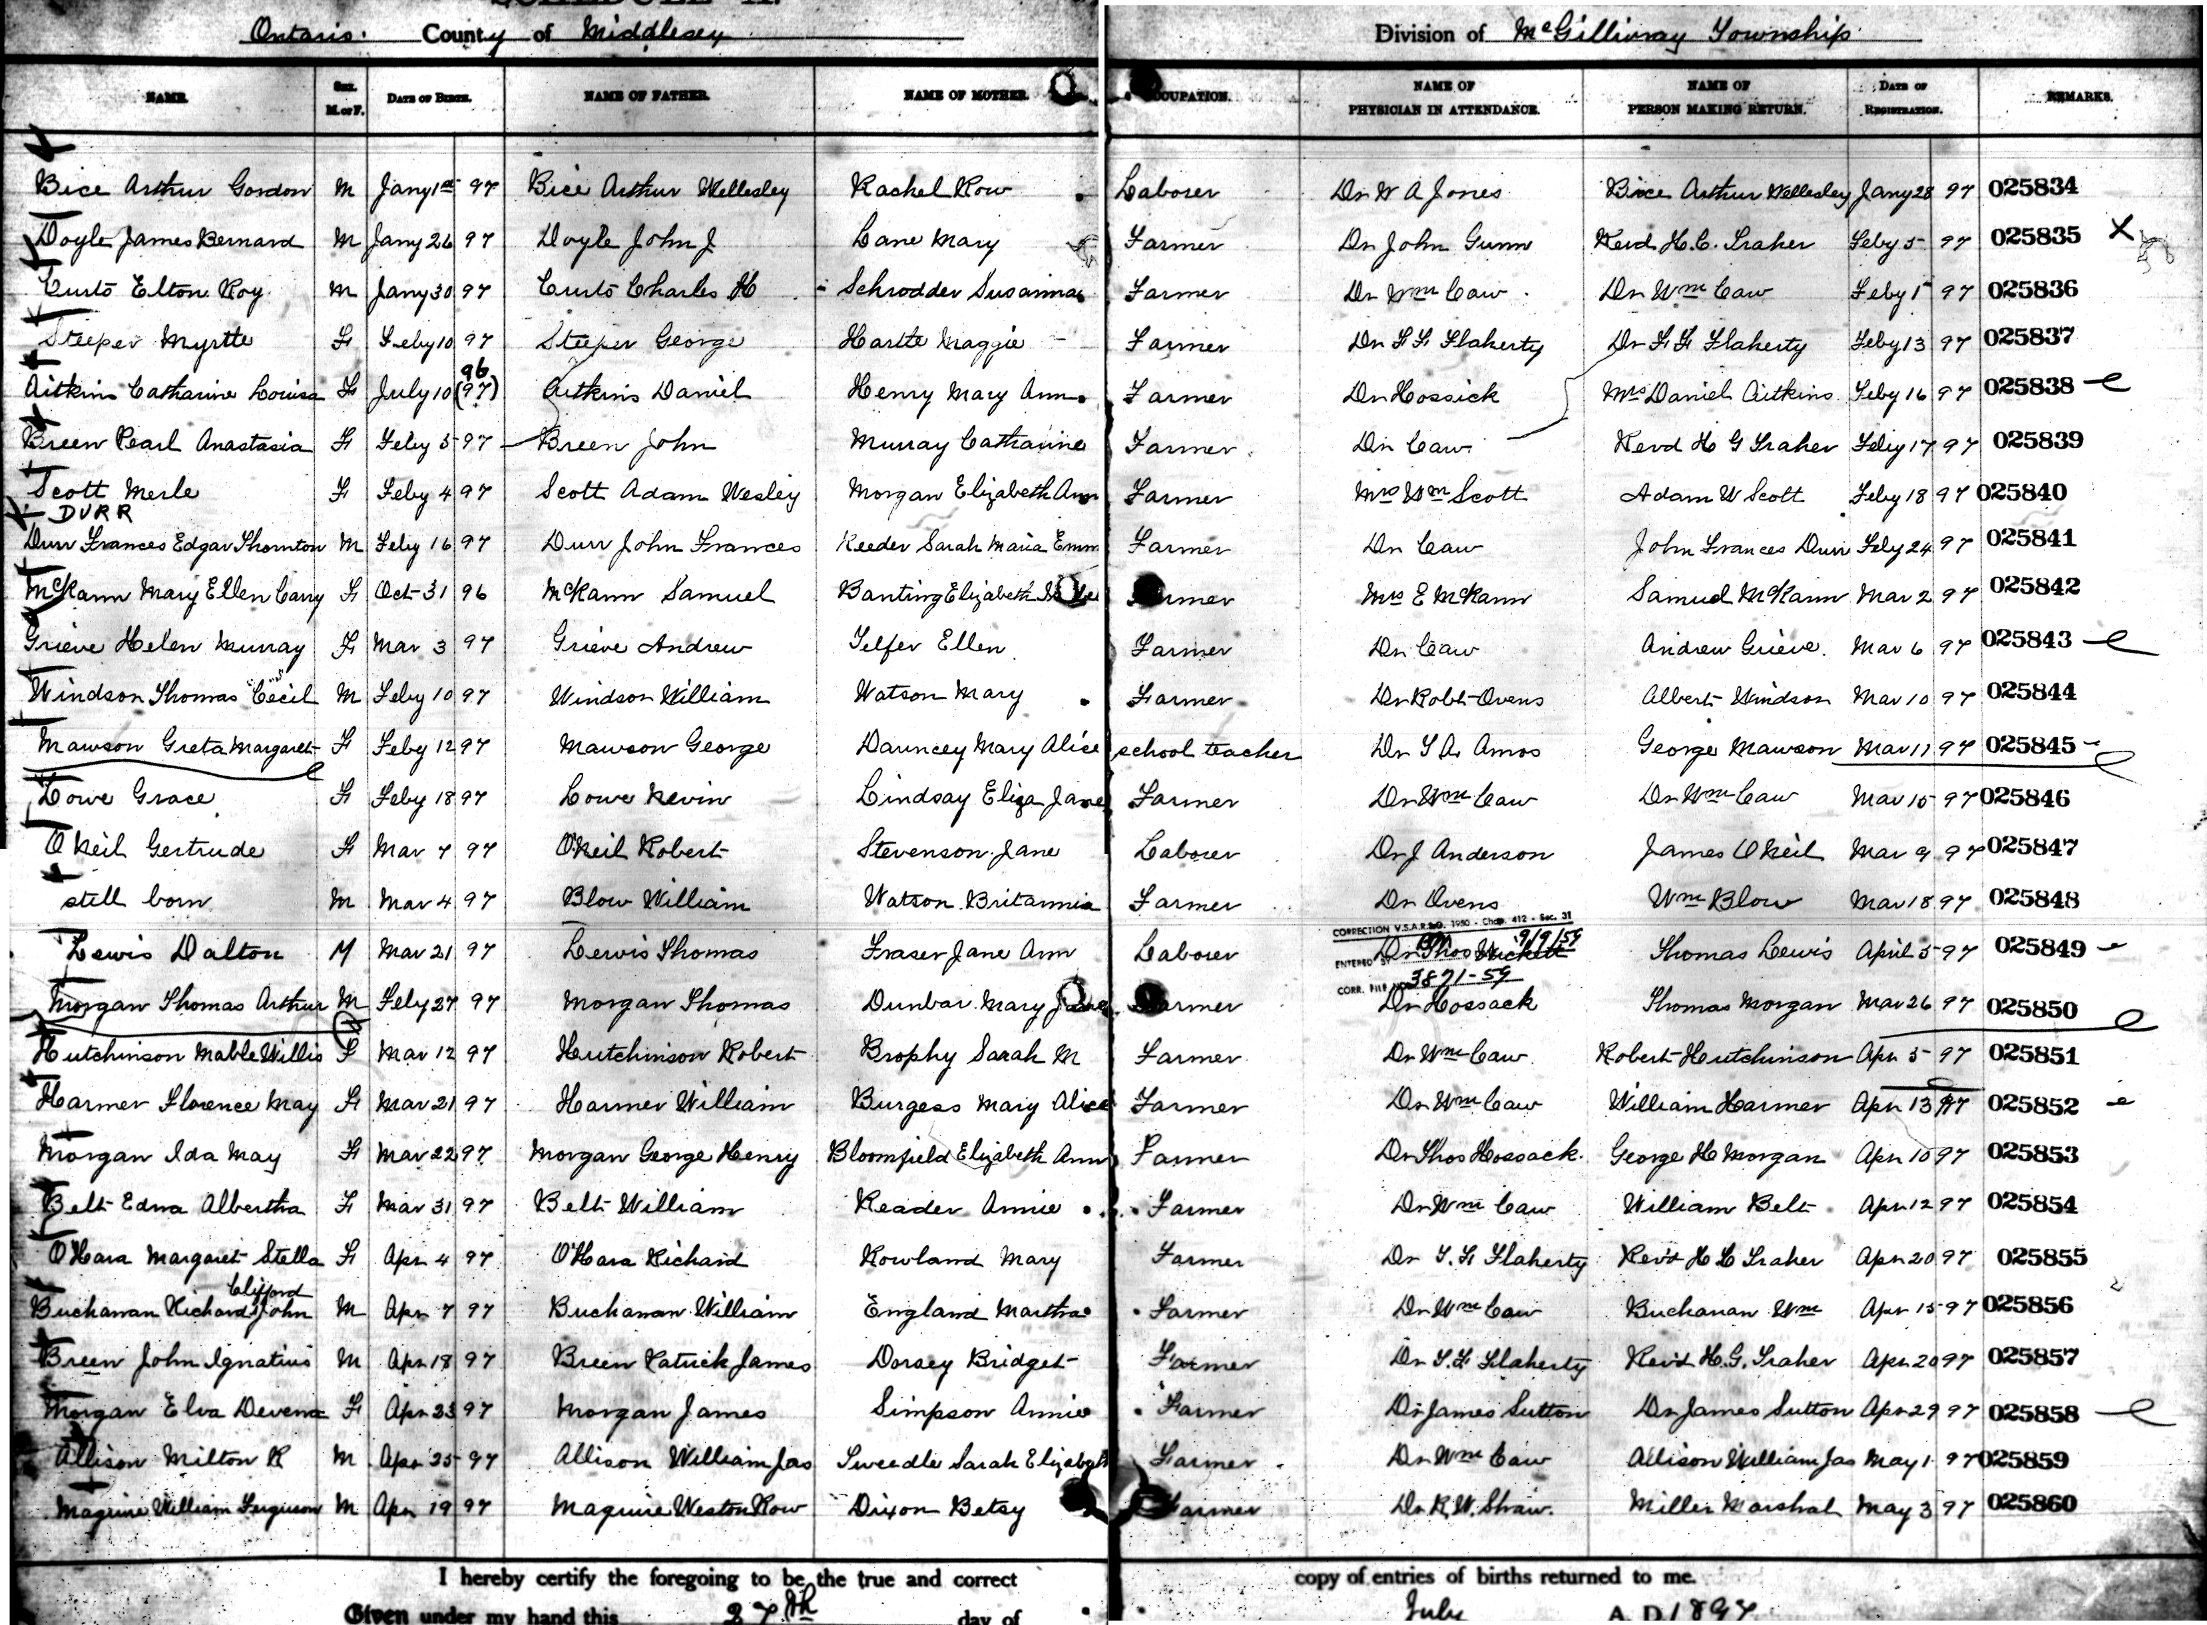 Ontario. County of Middlesex Division of McGillivray Township
NAME. SEX. M. or F. DATE OF BIRTH. NAME OF FATHER. NAME OF MOTHER. OCCUPATION. NAME OF PHYSICIAN IN ATTENDANCE. NAME OF PERSON MAKING RETURN. DATE OF REGISTRATION. REMARKS.
Bice Arthur Gordon M Jany 1st 97 Bice Arthur Wellesley Rachel Row Laborer Dr W A Jones Bice Arthur Wellesley Jany 28 97 025834
Doyle James Bernard M Jany 26 97 Doyle John J Lane Mary Farmer Dr John Gunn Revd H. C. Traher Feby 5 97 025835 X
Curts Elton Roy M Jany 30 97 Curts Charles H Schrodder Susanna Farmer Dr Wm Caw Dr Wm Caw Feby 1st 97 025836
Steeper Myrtle F Feby 10 97 Steeper George Hartle Maggie Farmer Dr F F Flaherty Dr F F Flaherty Feby 13 97 025837
96
Aitkins Catharine Louisa F July 10 (97) Aitkins Daniel Henry Mary Ann Farmer Dr Hossick Mrs Daniel Aitkins Feby 16 97 025838
Breen Pearl Anastasia F Feby 5 97 Breen John Murray Catharine Farmer Dr Caw Revd H G Traher Feby 17 97 025839
Scott Merle F Feby 4 97 Scott Adam Wesley Morgan Elizabeth Ann Farmer Mrs Wm Scott Adam W Scott Feby 18 97 025840
DURR
Durr Frances Edgar Thornton M Feby 16 97 Durr John Frances Reeder Sarah Maria Emm Farmer Dr Caw John Frances Durr Feby 24 97 025841
McKann Mary Ellen Carry F Oct 31 96 McKann Samuel Banting Elizabeth Farmer Mrs E McKann Samuel McKann Mar 2 97 025842
Grieve Helen Murray F Mar 3 97 Grieve Andrew Telfer Ellen Farmer Dr Caw Andrew Grieve. Mar 6 97 025843
Windson Thomas Cecil M Feby 10 97 Windson William Watson Mary Farmer Dr Robt Ovens Albert Windson Mar 10 97 025844
Mawson Greta Margaret F Feby 12 97 Mawson George Dauncey Mary Alice school teacher Dr T A. Amos George Mawson Mar 11 97 025845
Lowe Grace F Feby 18 97 Lowe Kevin Lindsay Eliza Jane Farmer Dr Wm Caw Dr Wm Caw Mar 15 97 025846
O'Neil Gertrude F Mar 7 97 O'Neil Robert Stevenson Jane Laborer Dr J Anderson James O'Neil Mar 9 97 025847
still born M Mar 4 97 Blow William Watson Britannia Farmer Dr Ovens Wm Blow Mar 18 97 025848
CORRECTION V.S.A.R.S.O. 1950 - Chap. 412 - Sec. 31
9/9/59
Lewis Dalton M Mar 21 97 Lewis Thomas Fraser Jane Ann Laborer ENTERED BY Dr Thos Wickett Thomas Lewis April 5 97 025849
CORR. FILE NO. 3871-59
Morgan Thomas Arthur M Feby 27 97 Morgan Thomas Dunbar Mary Jane Farmer Dr Hossack Thomas Morgan Mar 26 97 025850
Hutchinson Mable Willis F Mar 12 97 Hutchinson Robert Brophy Sarah M Farmer Dr Wm Caw Robert Hutchinson Apr 5 97 025851
Harmer Florence May F Mar 21 97 Harmer William Burgess Mary Alice Farmer Dr Wm Caw William Harmer Apr 13 97 025852
Morgan Ida May F Mar 22 97 Morgan George Henry Bloomfield Elizabeth Ann Farmer Dr Thos Hossack George H Morgan Apr 10 97 025853
Belt Edna Albertha F Mar 31 97 Belt William Reader Annie Farmer Dr Wm Caw William Belt Apr 12 97 025854
O'Hara Margaret Stella F Apr 4 97 O'Hara Richard Rowland Mary Farmer Dr T. F Flaherty Rev'd H C Traher Apr 20 97 025855
Clifford
Buchanan Richard John M Apr 7 97 Buchanan William England Martha Farmer Dr Wm Caw Buchanan Wm Apr 15 97 025856
Breen John Ignatius M Apr 18 97 Breen Patrick James Dorsey Bridget Farmer Dr T. F Flaherty Rev'd H. G. Traher Apr 20 97 025857
Morgan Elva Devena F Apr 23 97 Morgan James Simpson Annie Farmer Dr James Sutton Dr James Sutton Apr 29 97 025858
Allison Milton R M Apr 25 97 Allison William Jas Tweedle Sarah Elizabeth Farmer Dr Wm Caw Allison William Jas May 1 97 025859
Maguire William Ferguson M Apr 19 97 Maguire Weston Row Dixon Betsy Farmer Dr R. W. Shaw. Miller Marshal May 3 97 025860
I hereby certify the foregoing to be the true and correct copy of entries of births returned to me.
Given under my hand this 27th day of July A. D. 1897